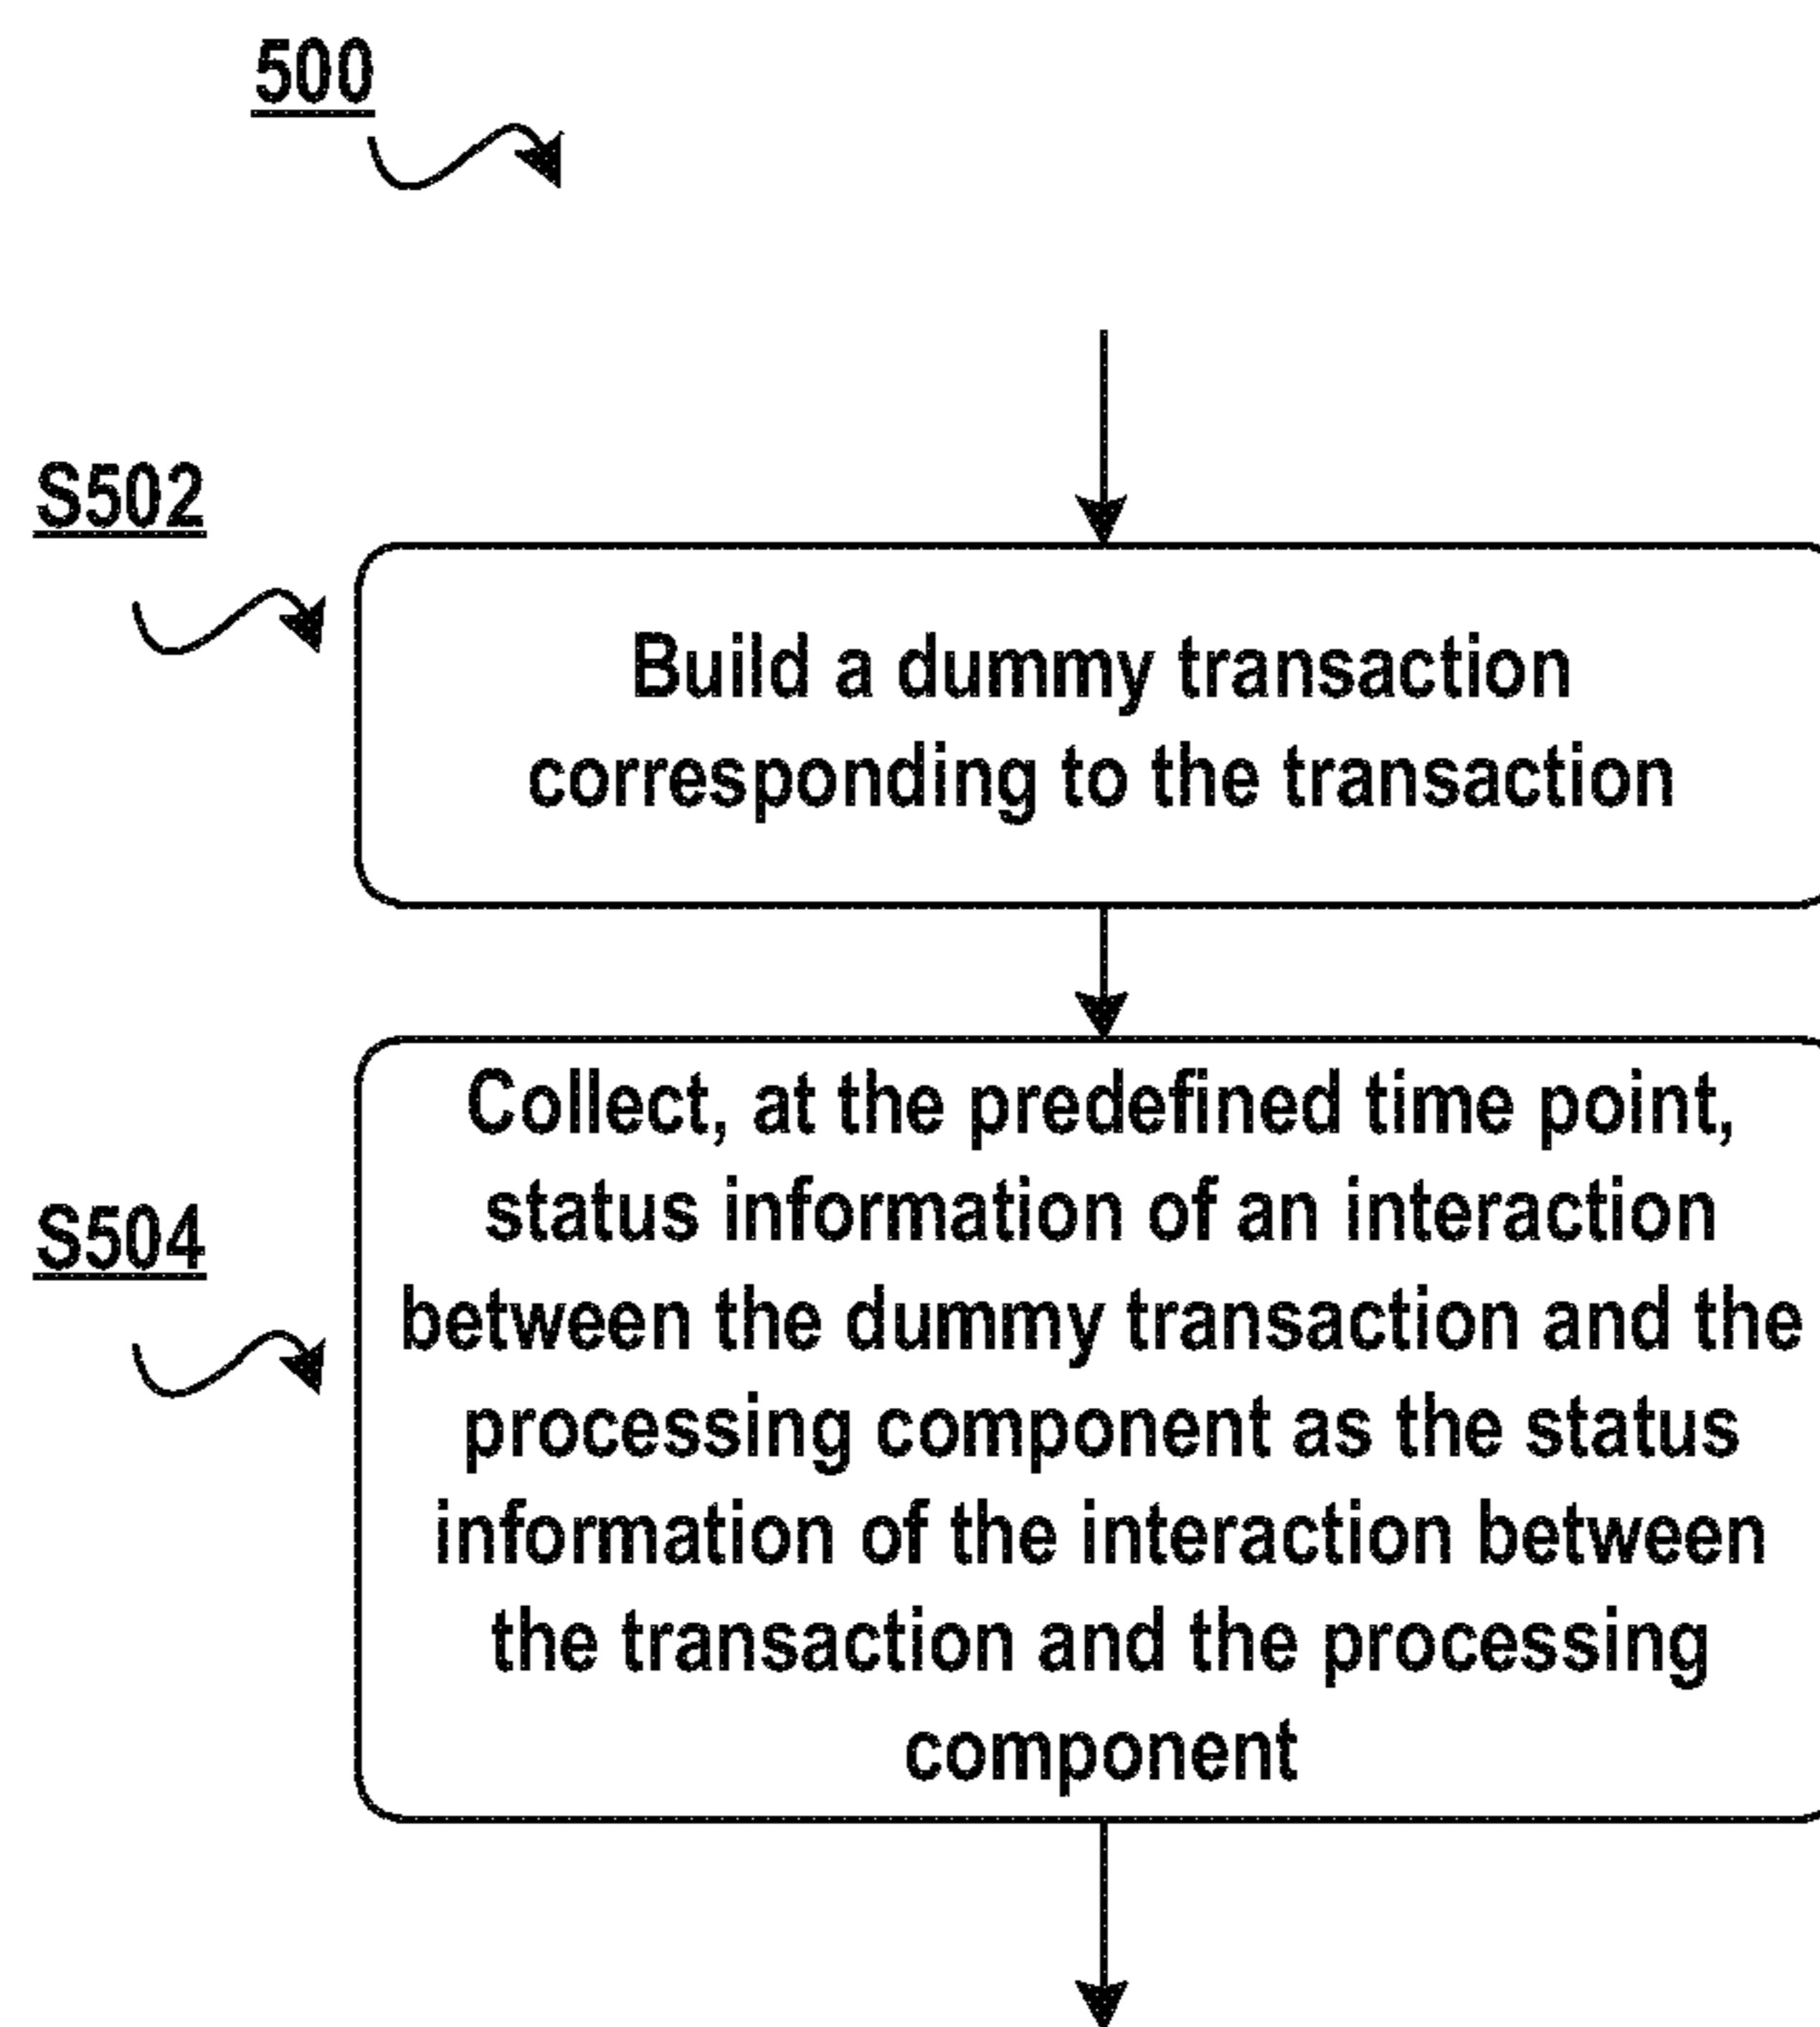 500
S502
Build a dummy transaction
corresponding to the transaction
S504
Collect, at the predefined time point,
status information of an interaction
between the dummy transaction and the
processing component as the status
information of the interaction between
the transaction and the processing
component